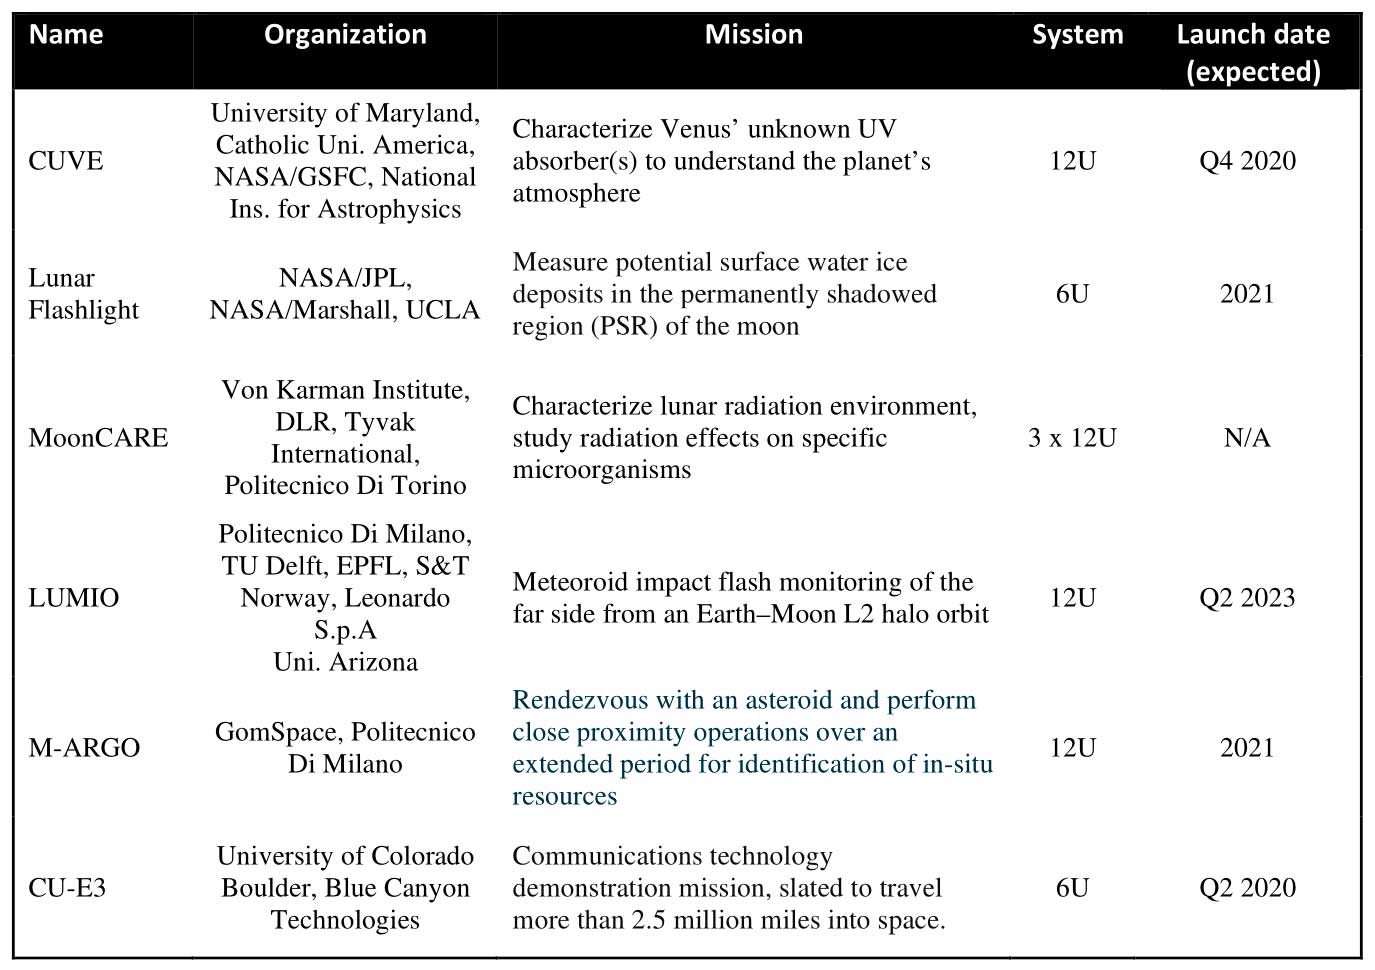 Name Organization Mission System Launch date
(expected)
CUVE
University of Maryland,
Catholic Uni. America,
NASA/GSFC, National
Ins. for Astrophysics
Characterize Venus’ unknown UV
absorber(s) to understand the planet’s
atmosphere
12U
Q4 2020
Lunar
Flashlight
NASA/JPL,
NASA/Marshall, UCLA
Measure potential surface water ice
deposits in the permanently shadowed
region (PSR) of the moon
6U
2021
MoonCARE
Von Karman Institute,
DLR, Tyvak
International,
Politecnico Di Torino
Characterize lunar radiation environment,
study radiation effects on specific
microorganisms
3 x 12U
N/A
LUMIO
Politecnico Di Milano,
TU Delft, EPFL, S&T
Norway, Leonardo
S.p.A
Uni. Arizona
Meteoroid impact flash monitoring of the
far side from an Earth–Moon L2 halo orbit
12U
Q2 2023
M-ARGO
GomSpace, Politecnico
Di Milano
Rendezvous with an asteroid and perform
close proximity operations over an
extended period for identification of in-situ
resources
12U
2021
CU-E3
University of Colorado
Boulder, Blue Canyon
Technologies
Communications technology
demonstration mission, slated to travel
more than 2.5 million miles into space.
6U
Q2 2020